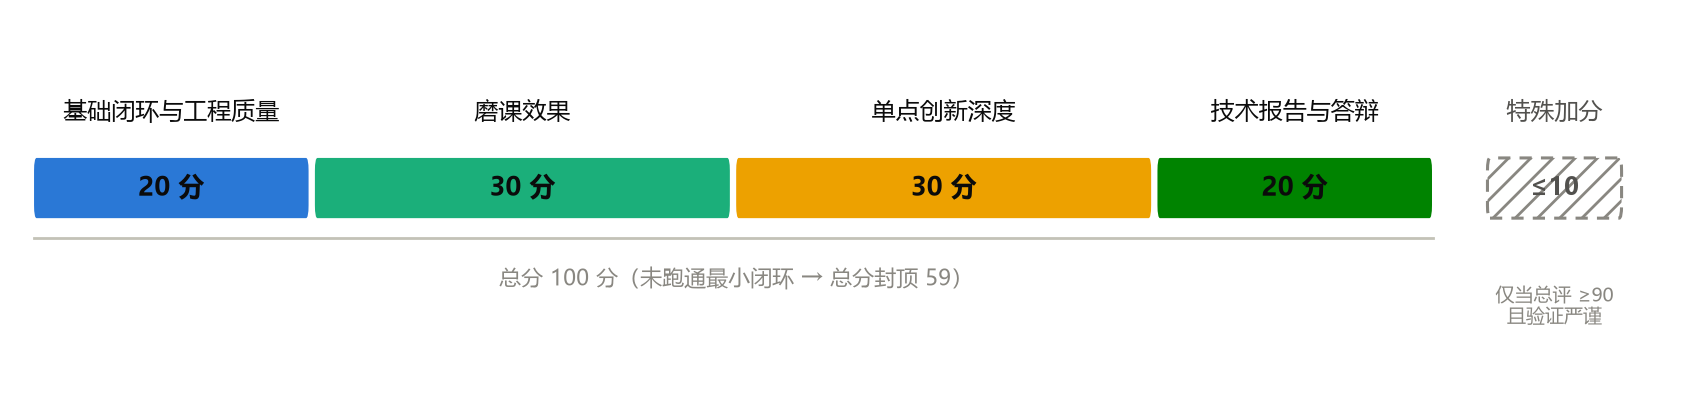 基础闭环与工程质量
磨课效果
单点创新深度
技术报告与答辩
特殊加分
20 分
30 分
30 分
20 分
≤10
总分 100 分（未跑通最小闭环 → 总分封顶 59）
仅当总评 ≥90
且验证严谨